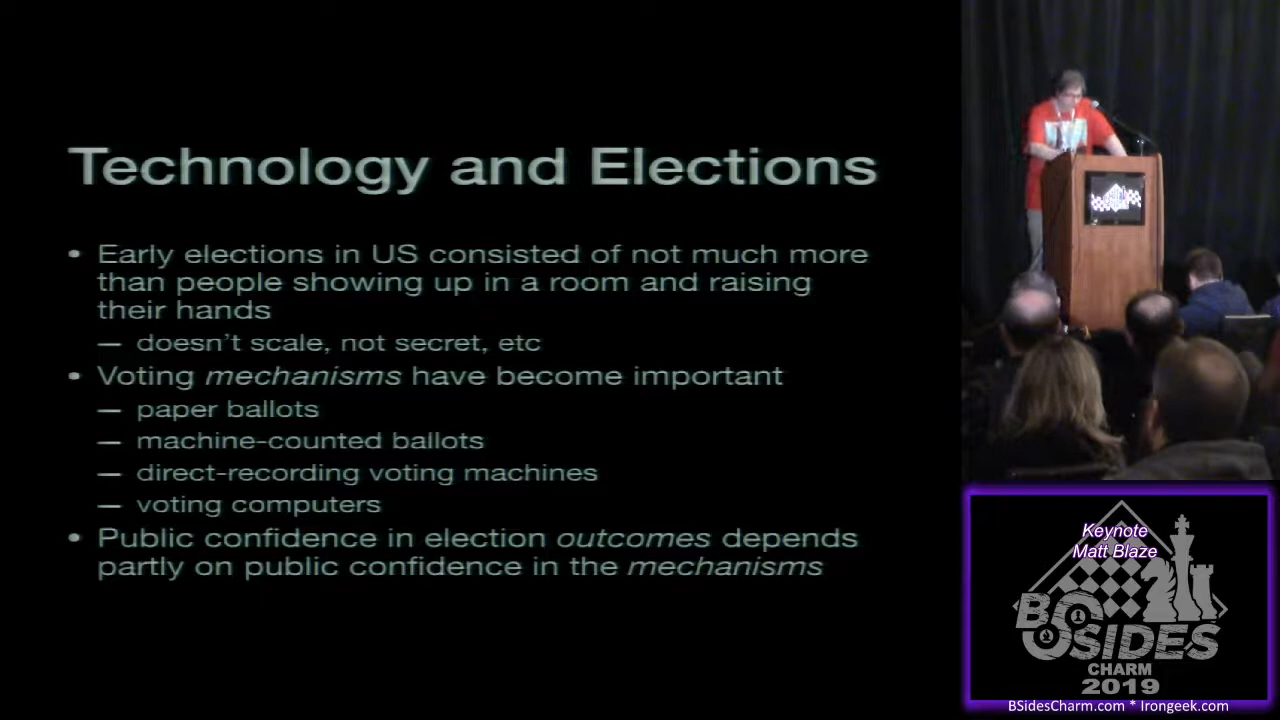 Technology and Elections
• Early elections in US consisted of not much more
than people showing up in a room and raising
their hands
— doesn't scale, not secret, etc
• Voting mechanisms have become important
— paper ballots
— machine-counted ballots
— direct-recording voting machines
— voting computers
• Public confidence in election outcomes depends
partly on public confidence in the mechanisms
Keynote
Matt Blaze
BSIDES
CHARM
2019
BSidesCharm.com * Irongeek.com